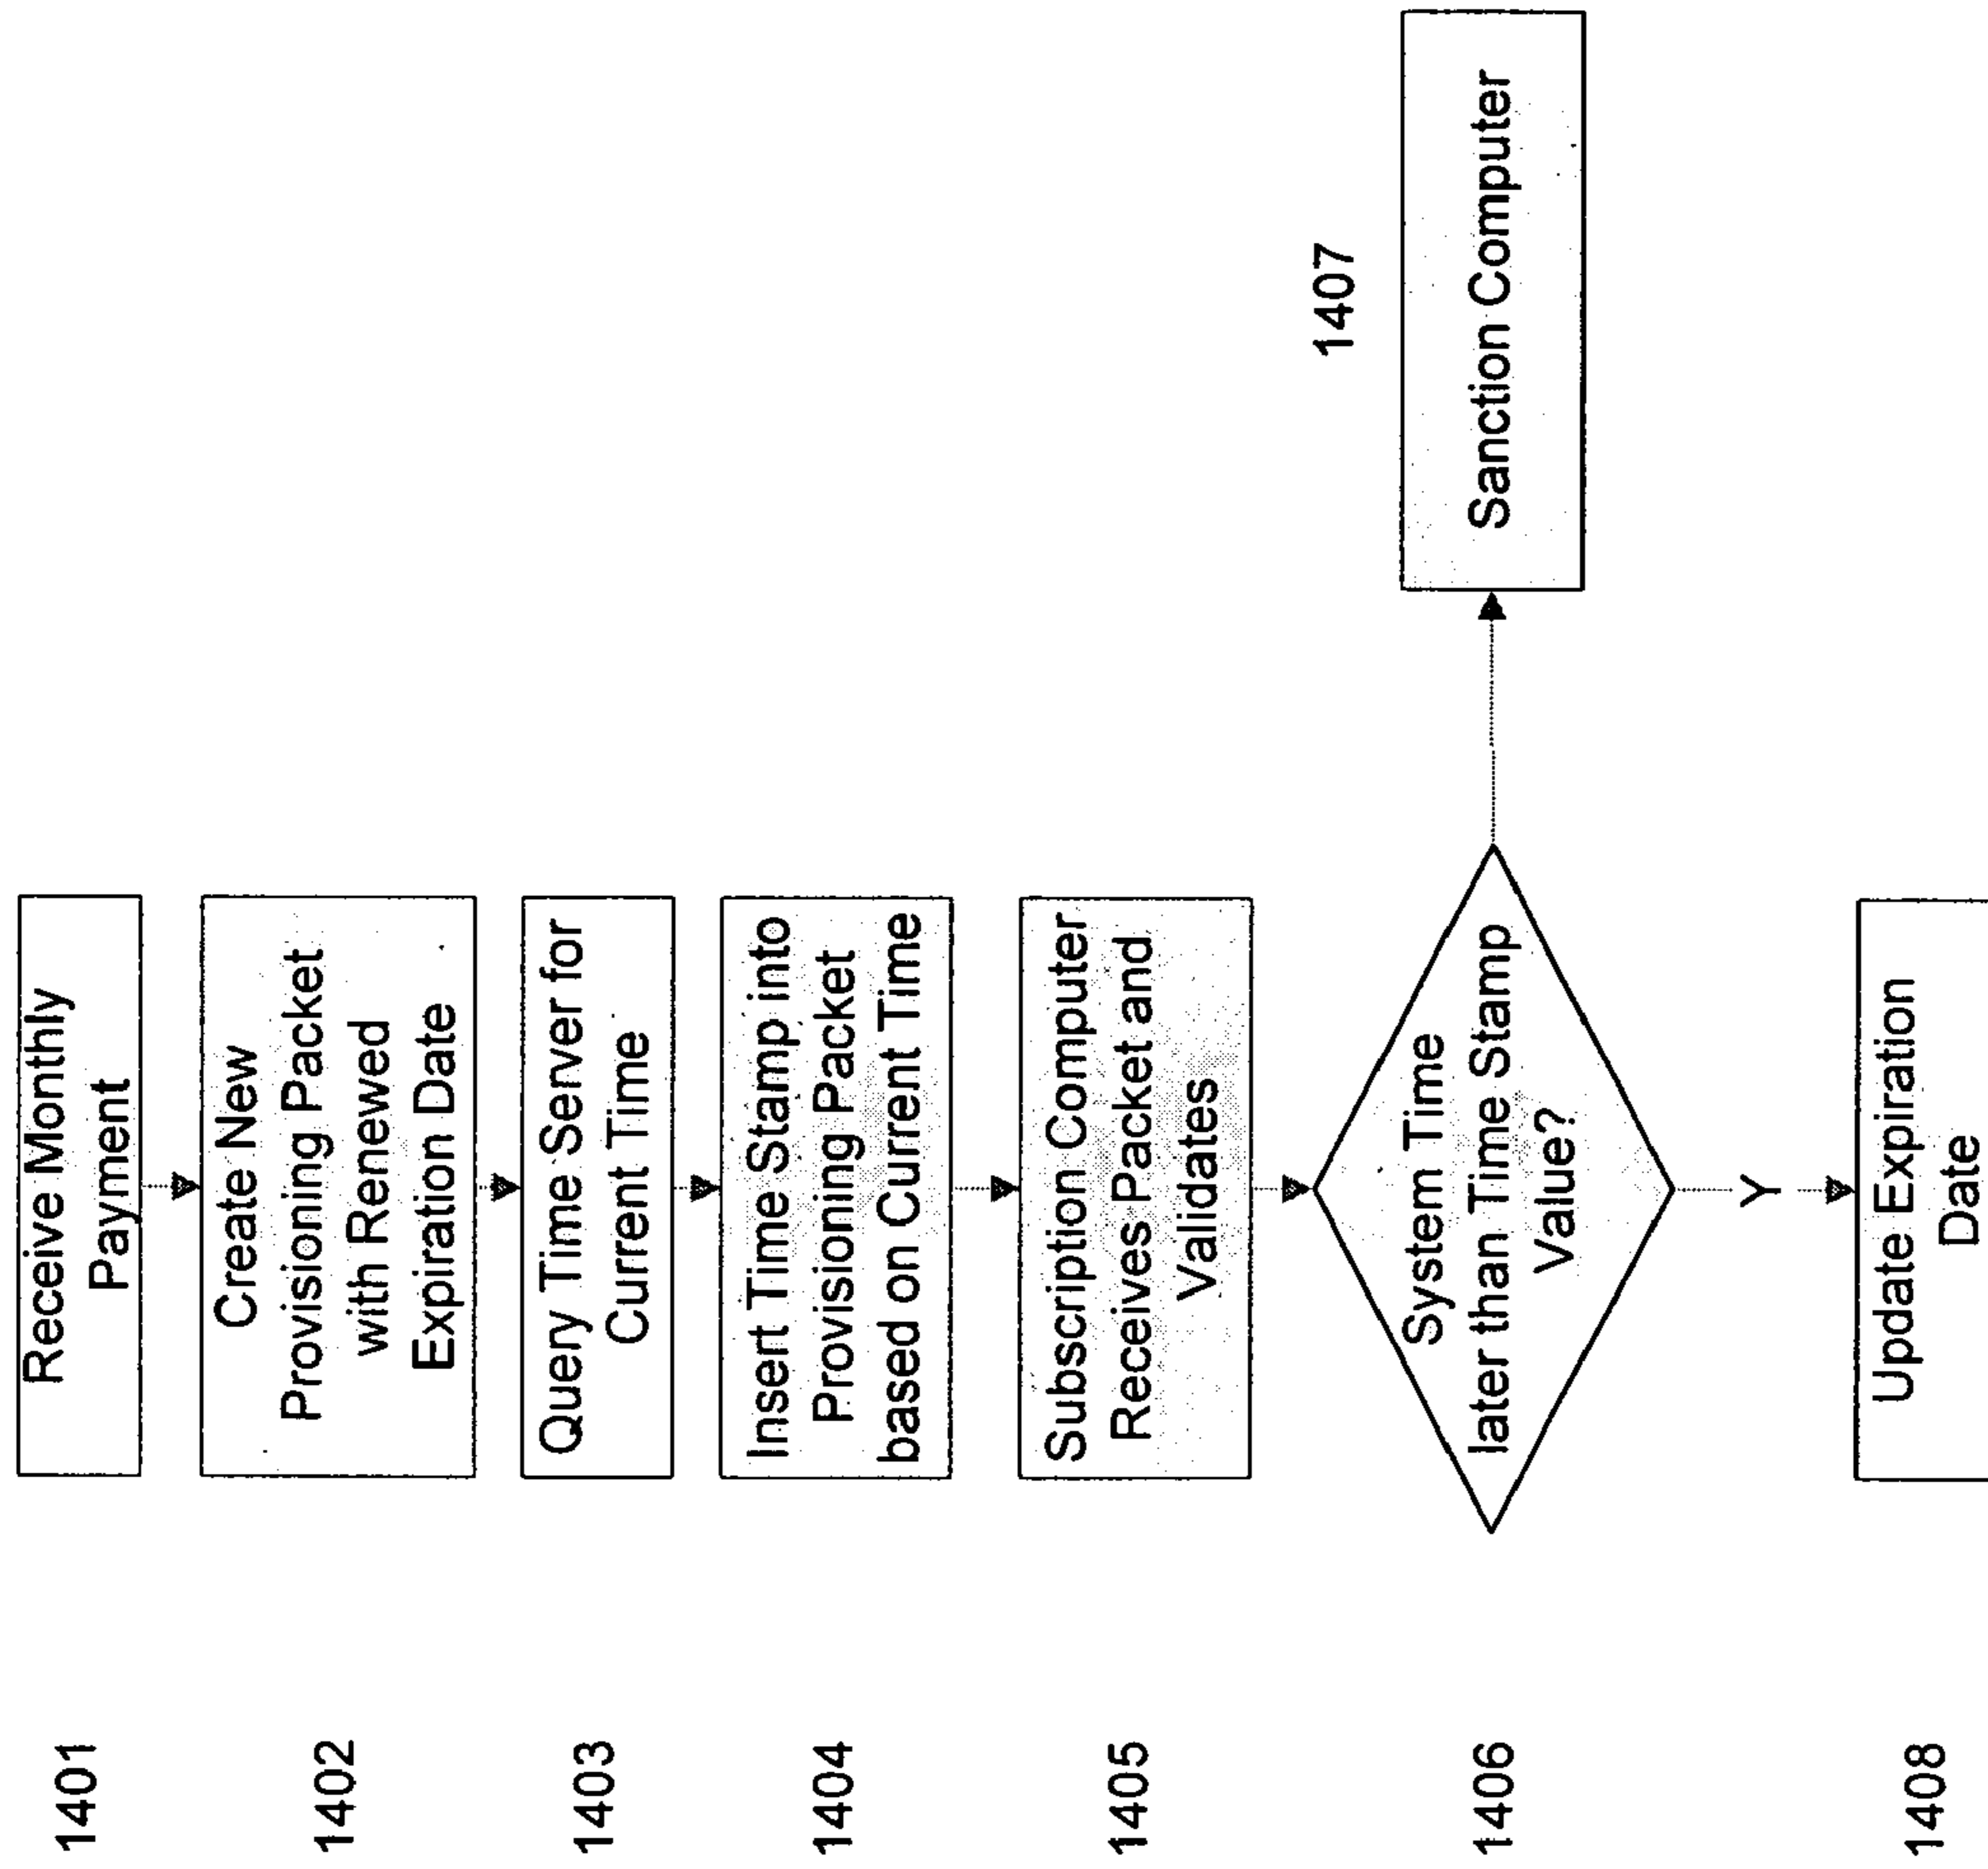 1401
Receive Monthly
Payment
1402
Create New
Provisioning Packet
with Renewed
Expiration Date
1403
Query Time Server for
Current Time
1404
Insert Time Stamp into
Provisioning Packet
based on Current Time
1405
Subscription Computer
Receives Packet and
Validates
1406
System Time
later than Time Stamp
Value?
1407
Sanction Computer
Y
1408
Update Expiration
Date